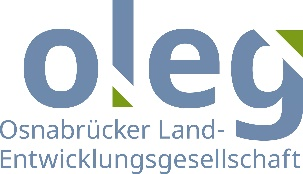 oleg
Osnabrücker Land-
Entwicklungsgesellschaft